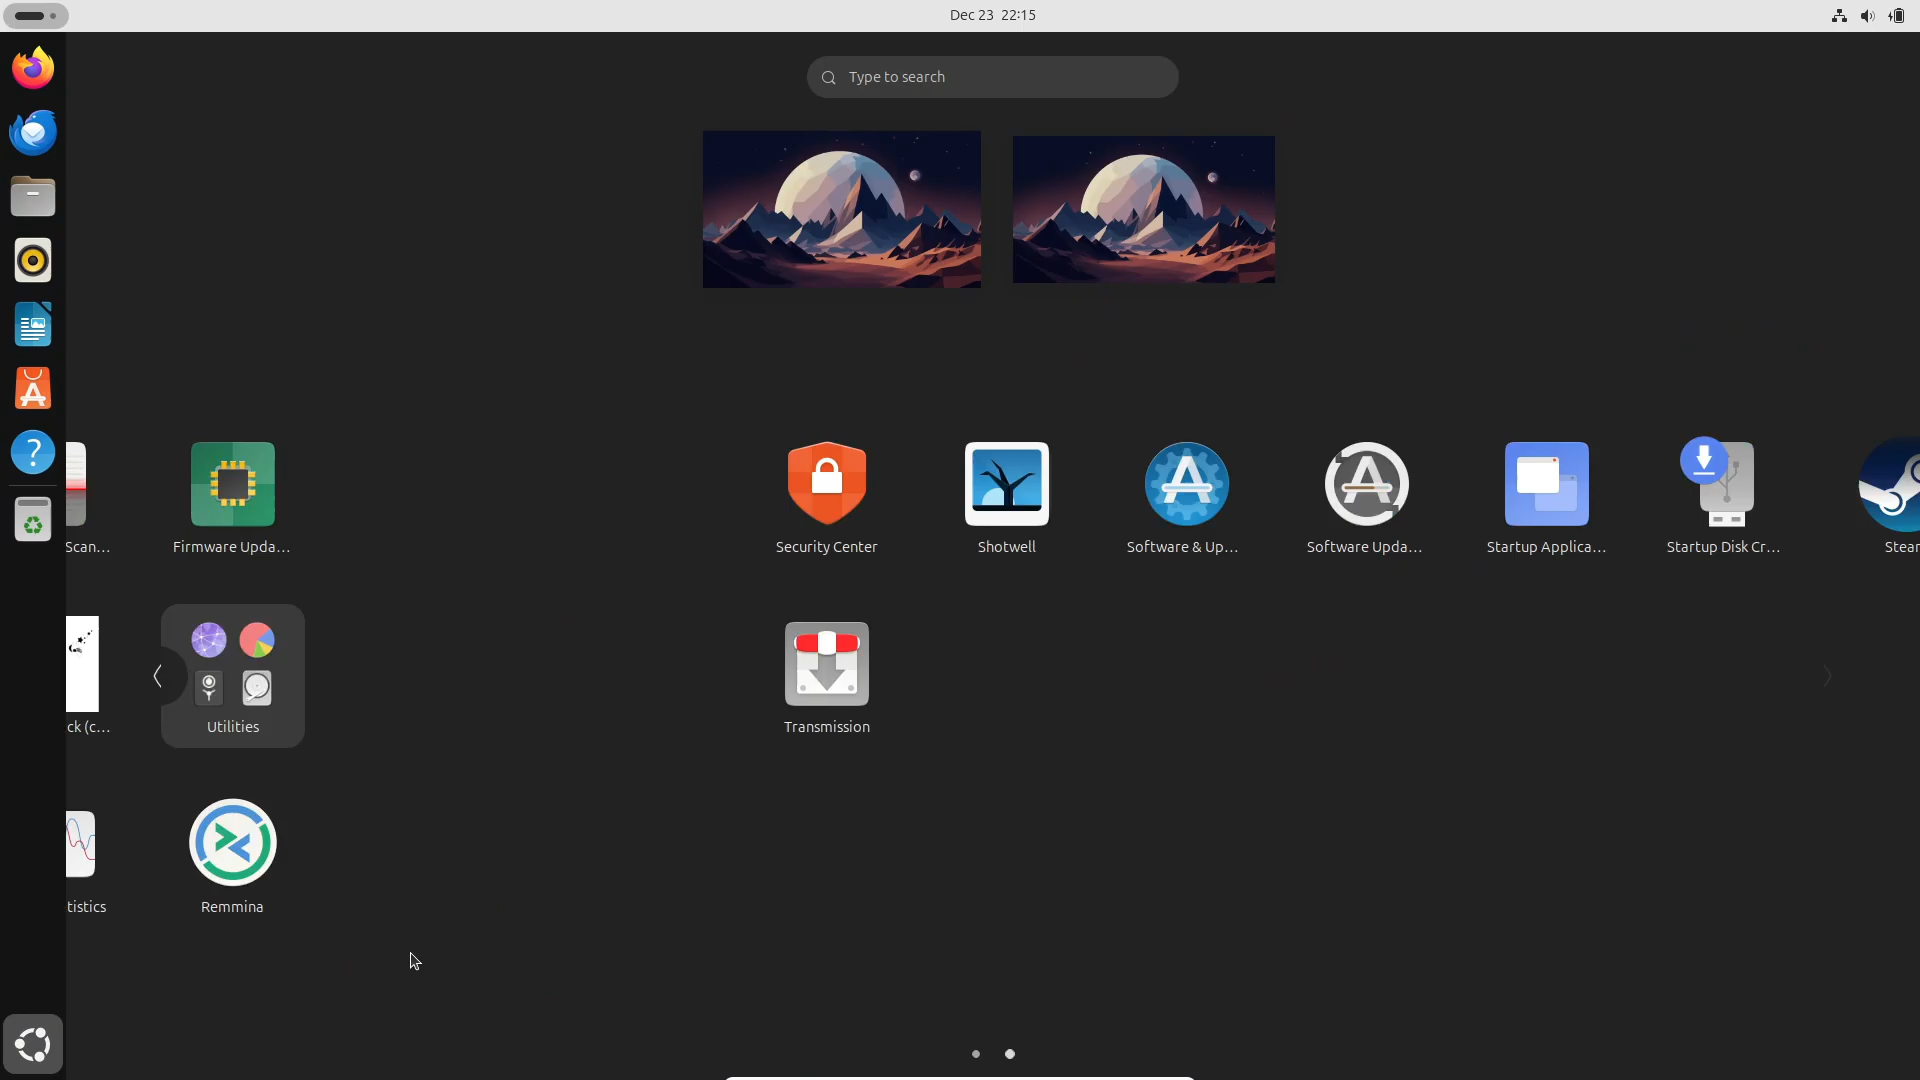 Dec 23 22:15
Type to search
Scan...
Firmware Upda...
Security Center
Shotwell
Software & Up...
Software Upda...
Startup Applica...
Startup Disk Cr...
Stear
ck (c...
Utilities
Transmission
tistics
Remmina